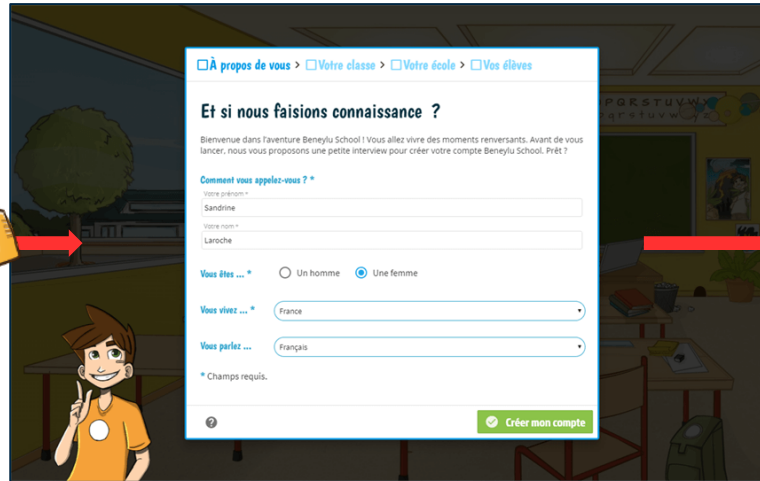 À propos de vous > Votre classe > Votre école > Vos élèves
Et si nous faisions connaissance ?
Bienvenue dans l'aventure Beneylu School ! Vous allez vivre des moments renversants. Avant de vous
lancer, nous vous proposons une petite interview pour créer votre compte Beneylu School. Prêt ?
Comment vous appelez-vous ? *
Votre prénom *
Sandrine
Votre nom *
Laroche
Vous êtes ... * Un homme Une femme
Vous vivez ... * France
Vous parlez ... Français
* Champs requis.
Créer mon compte